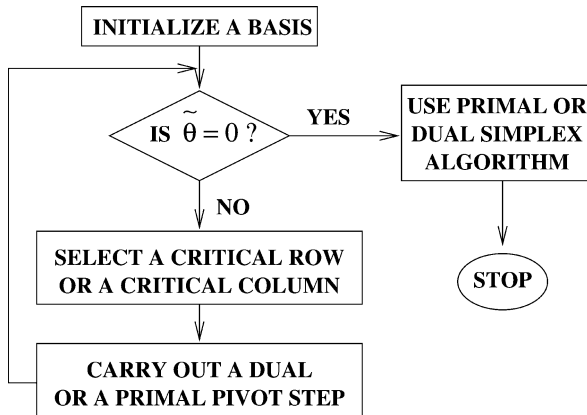 INITIALIZE A BASIS
IS θ̃ = 0 ?
YES
USE PRIMAL OR
DUAL SIMPLEX
ALGORITHM
NO
SELECT A CRITICAL ROW
OR A CRITICAL COLUMN
STOP
CARRY OUT A DUAL
OR A PRIMAL PIVOT STEP